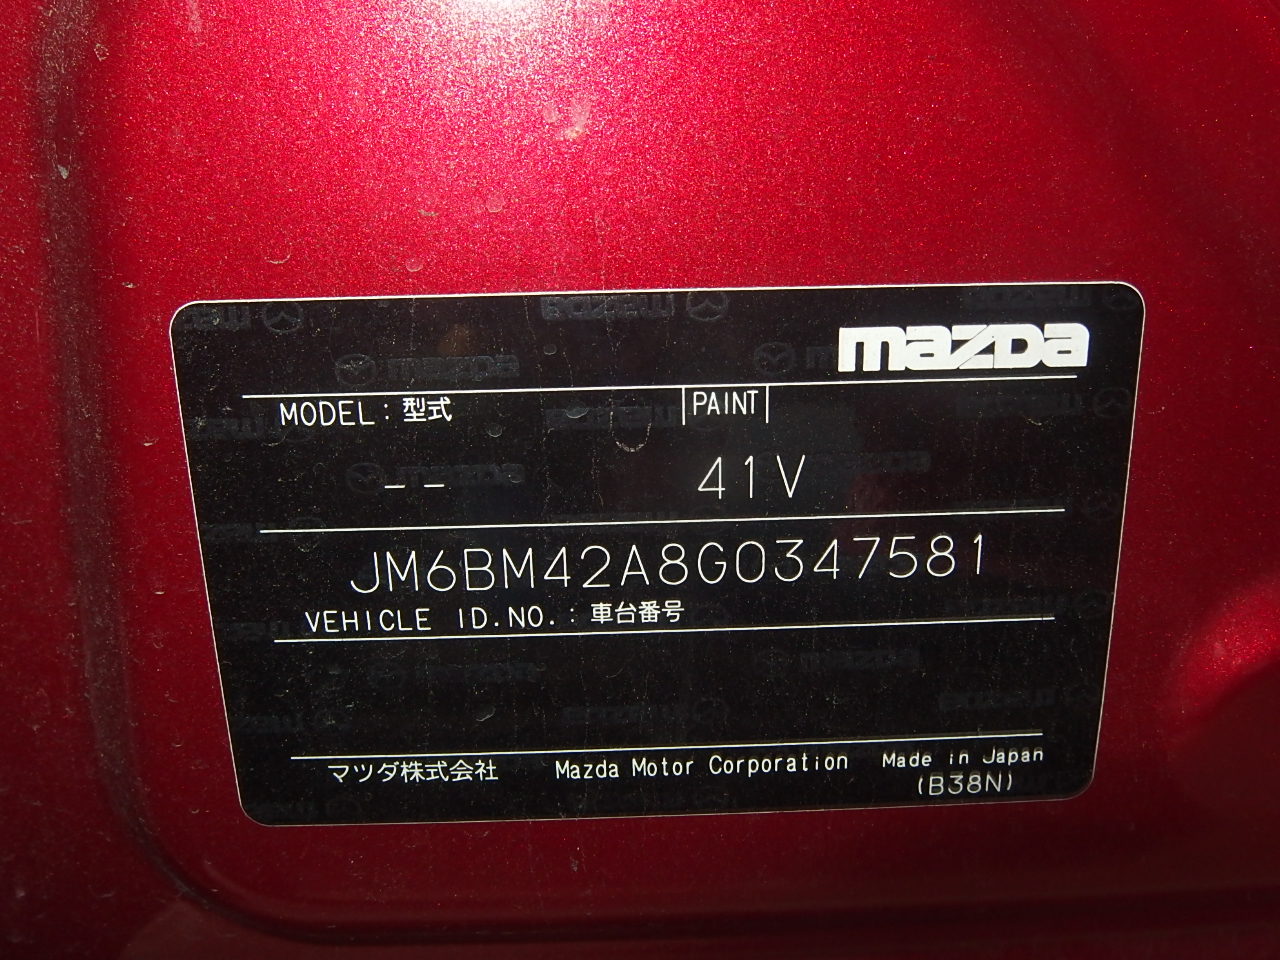 mazda
MODEL: 型式 PAINT
-- 41V
JM6BM42A8G0347581
VEHICLE ID.NO.: 車台番号
マツダ株式会社 Mazda Motor Corporation Made in Japan
(B38N)